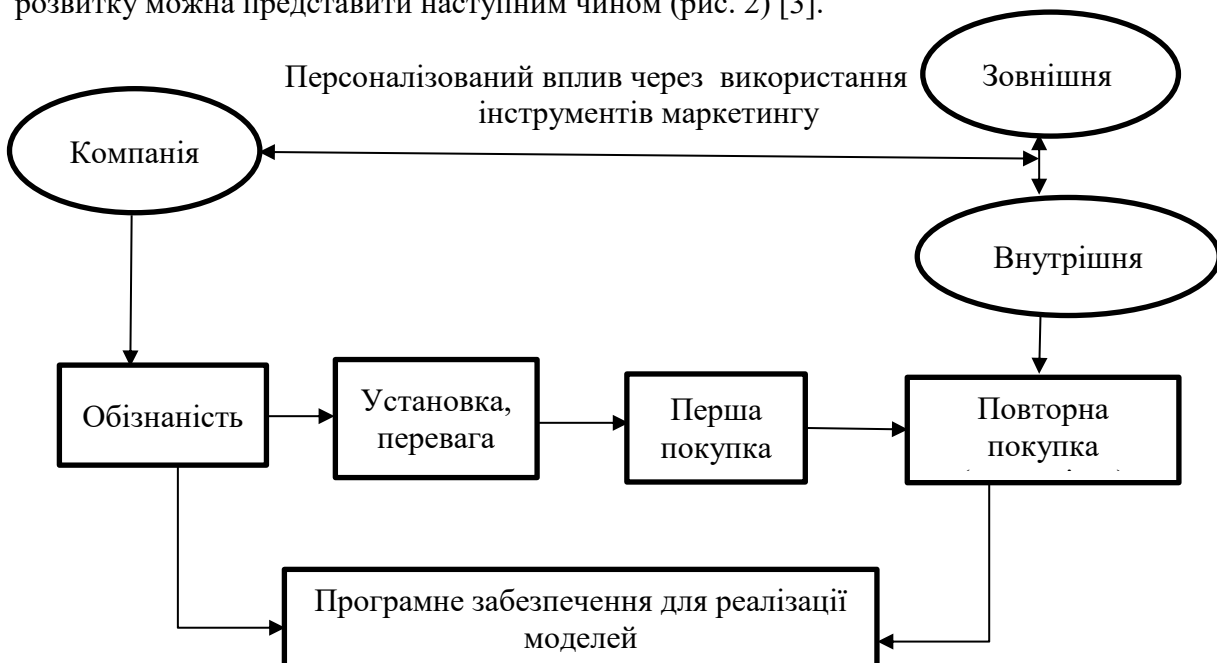 розвитку можна представити наступним чином (рис. 2) [3].
Персоналізований вплив через використання
інструментів маркетингу
Зовнішня
Компанія
Внутрішня
Обізнаність
Установка,
перевага
Перша
покупка
Повторна
покупка
Програмне забезпечення для реалізації
моделей